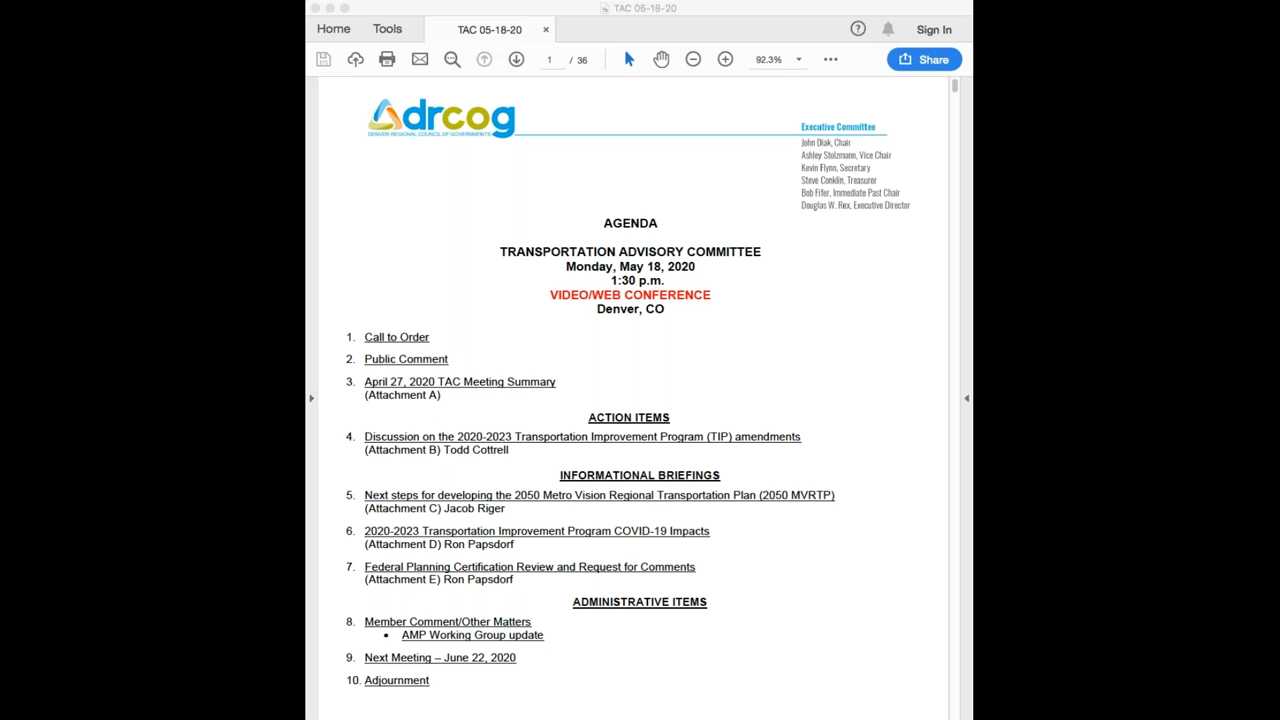 TAC 05-18-20
Home
Tools
TAC 05-18-20
×
?
Sign In
1 / 36
92.3%
Share
drcog
DENVER REGIONAL COUNCIL OF GOVERNMENTS
Executive Committee
John Diak, Chair
Ashley Stolzmann, Vice Chair
Kevin Flynn, Secretary
Steve Conklin, Treasurer
Bob Fifer, Immediate Past Chair
Douglas W. Rex, Executive Director
AGENDA
TRANSPORTATION ADVISORY COMMITTEE
Monday, May 18, 2020
1:30 p.m.
VIDEO/WEB CONFERENCE
Denver, CO
1. Call to Order
2. Public Comment
3. April 27, 2020 TAC Meeting Summary
(Attachment A)
ACTION ITEMS
4. Discussion on the 2020-2023 Transportation Improvement Program (TIP) amendments
(Attachment B) Todd Cottrell
INFORMATIONAL BRIEFINGS
5. Next steps for developing the 2050 Metro Vision Regional Transportation Plan (2050 MVRTP)
(Attachment C) Jacob Riger
6. 2020-2023 Transportation Improvement Program COVID-19 Impacts
(Attachment D) Ron Papsdorf
7. Federal Planning Certification Review and Request for Comments
(Attachment E) Ron Papsdorf
ADMINISTRATIVE ITEMS
8. Member Comment/Other Matters
• AMP Working Group update
9. Next Meeting – June 22, 2020
10. Adjournment